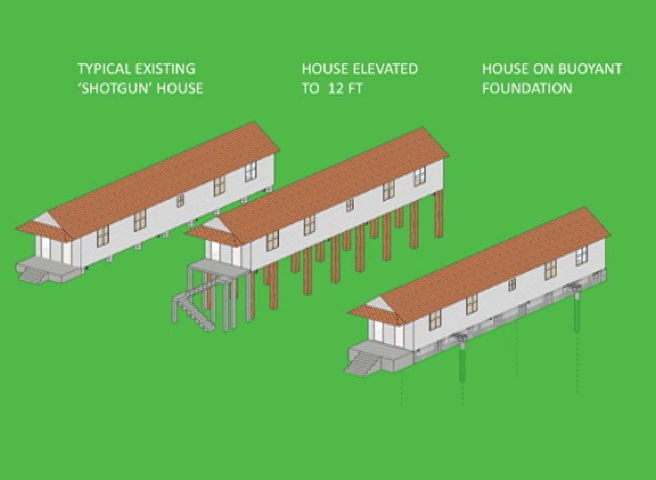 TYPICAL EXISTING
‘SHOTGUN’ HOUSE
HOUSE ELEVATED
TO 12 FT
HOUSE ON BUOYANT
FOUNDATION